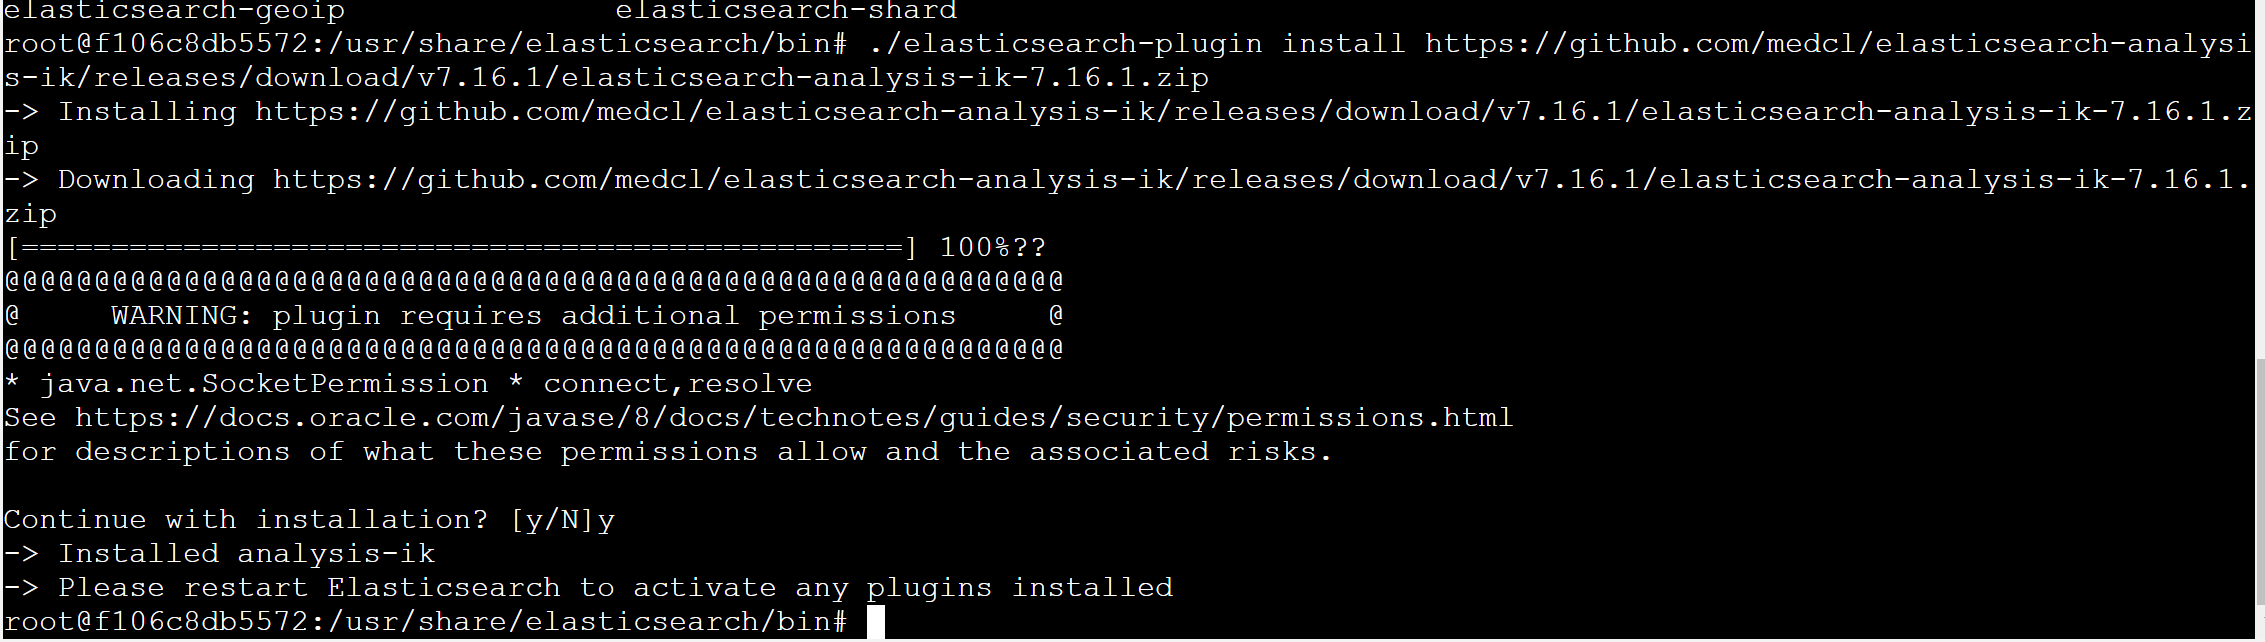 elasticsearch-geoip               elasticsearch-shard
root@f106c8db5572:/usr/share/elasticsearch/bin# ./elasticsearch-plugin install https://github.com/medcl/elasticsearch-analysi
s-ik/releases/download/v7.16.1/elasticsearch-analysis-ik-7.16.1.zip
-> Installing https://github.com/medcl/elasticsearch-analysis-ik/releases/download/v7.16.1/elasticsearch-analysis-ik-7.16.1.z
ip
-> Downloading https://github.com/medcl/elasticsearch-analysis-ik/releases/download/v7.16.1/elasticsearch-analysis-ik-7.16.1.
zip
[=================================================] 100%??
@@@@@@@@@@@@@@@@@@@@@@@@@@@@@@@@@@@@@@@@@@@@@@@@@@@@@@@@@@@
@     WARNING: plugin requires additional permissions     @
@@@@@@@@@@@@@@@@@@@@@@@@@@@@@@@@@@@@@@@@@@@@@@@@@@@@@@@@@@@
* java.net.SocketPermission * connect,resolve
See https://docs.oracle.com/javase/8/docs/technotes/guides/security/permissions.html
for descriptions of what these permissions allow and the associated risks.

Continue with installation? [y/N]y
-> Installed analysis-ik
-> Please restart Elasticsearch to activate any plugins installed
root@f106c8db5572:/usr/share/elasticsearch/bin#